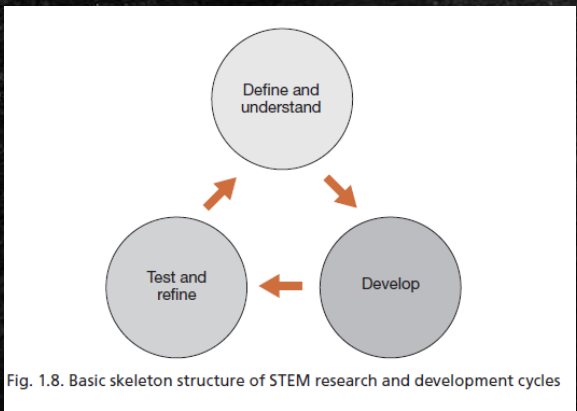 Define and
understand
Test and
refine
Develop
Fig. 1.8. Basic skeleton structure of STEM research and development cycles